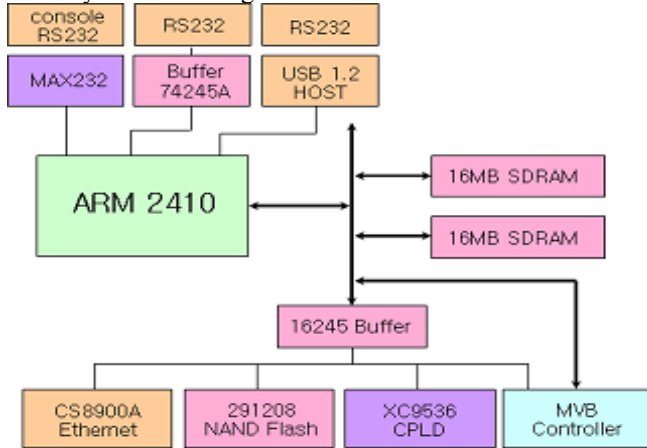 console
RS232
RS232
RS232
MAX232
Buffer
74245A
USB 1.2
HOST
ARM 2410
16MB SDRAM
16MB SDRAM
16245 Buffer
CS8900A
Ethernet
291208
NAND Flash
XC9536
CPLD
MVB
Controller